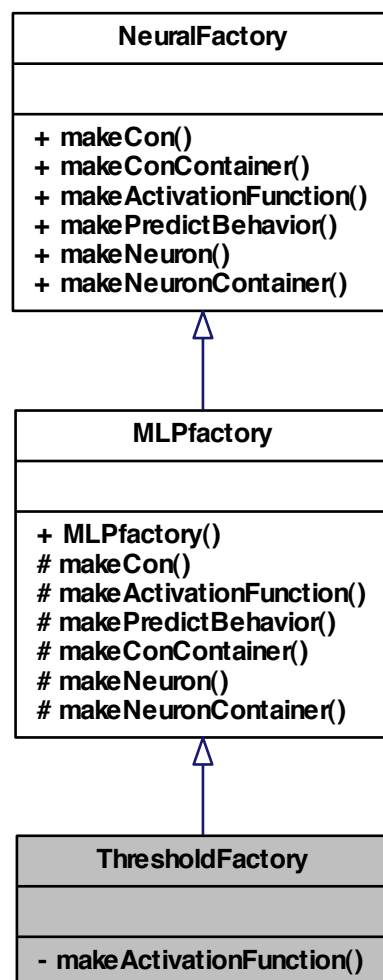 NeuralFactory
+ makeCon()
+ makeConContainer()
+ makeActivationFunction()
+ makePredictBehavior()
+ makeNeuron()
+ makeNeuronContainer()
MLPfactory
+ MLPfactory()
# makeCon()
# makeActivationFunction()
# makePredictBehavior()
# makeConContainer()
# makeNeuron()
# makeNeuronContainer()
ThresholdFactory
- makeActivationFunction()